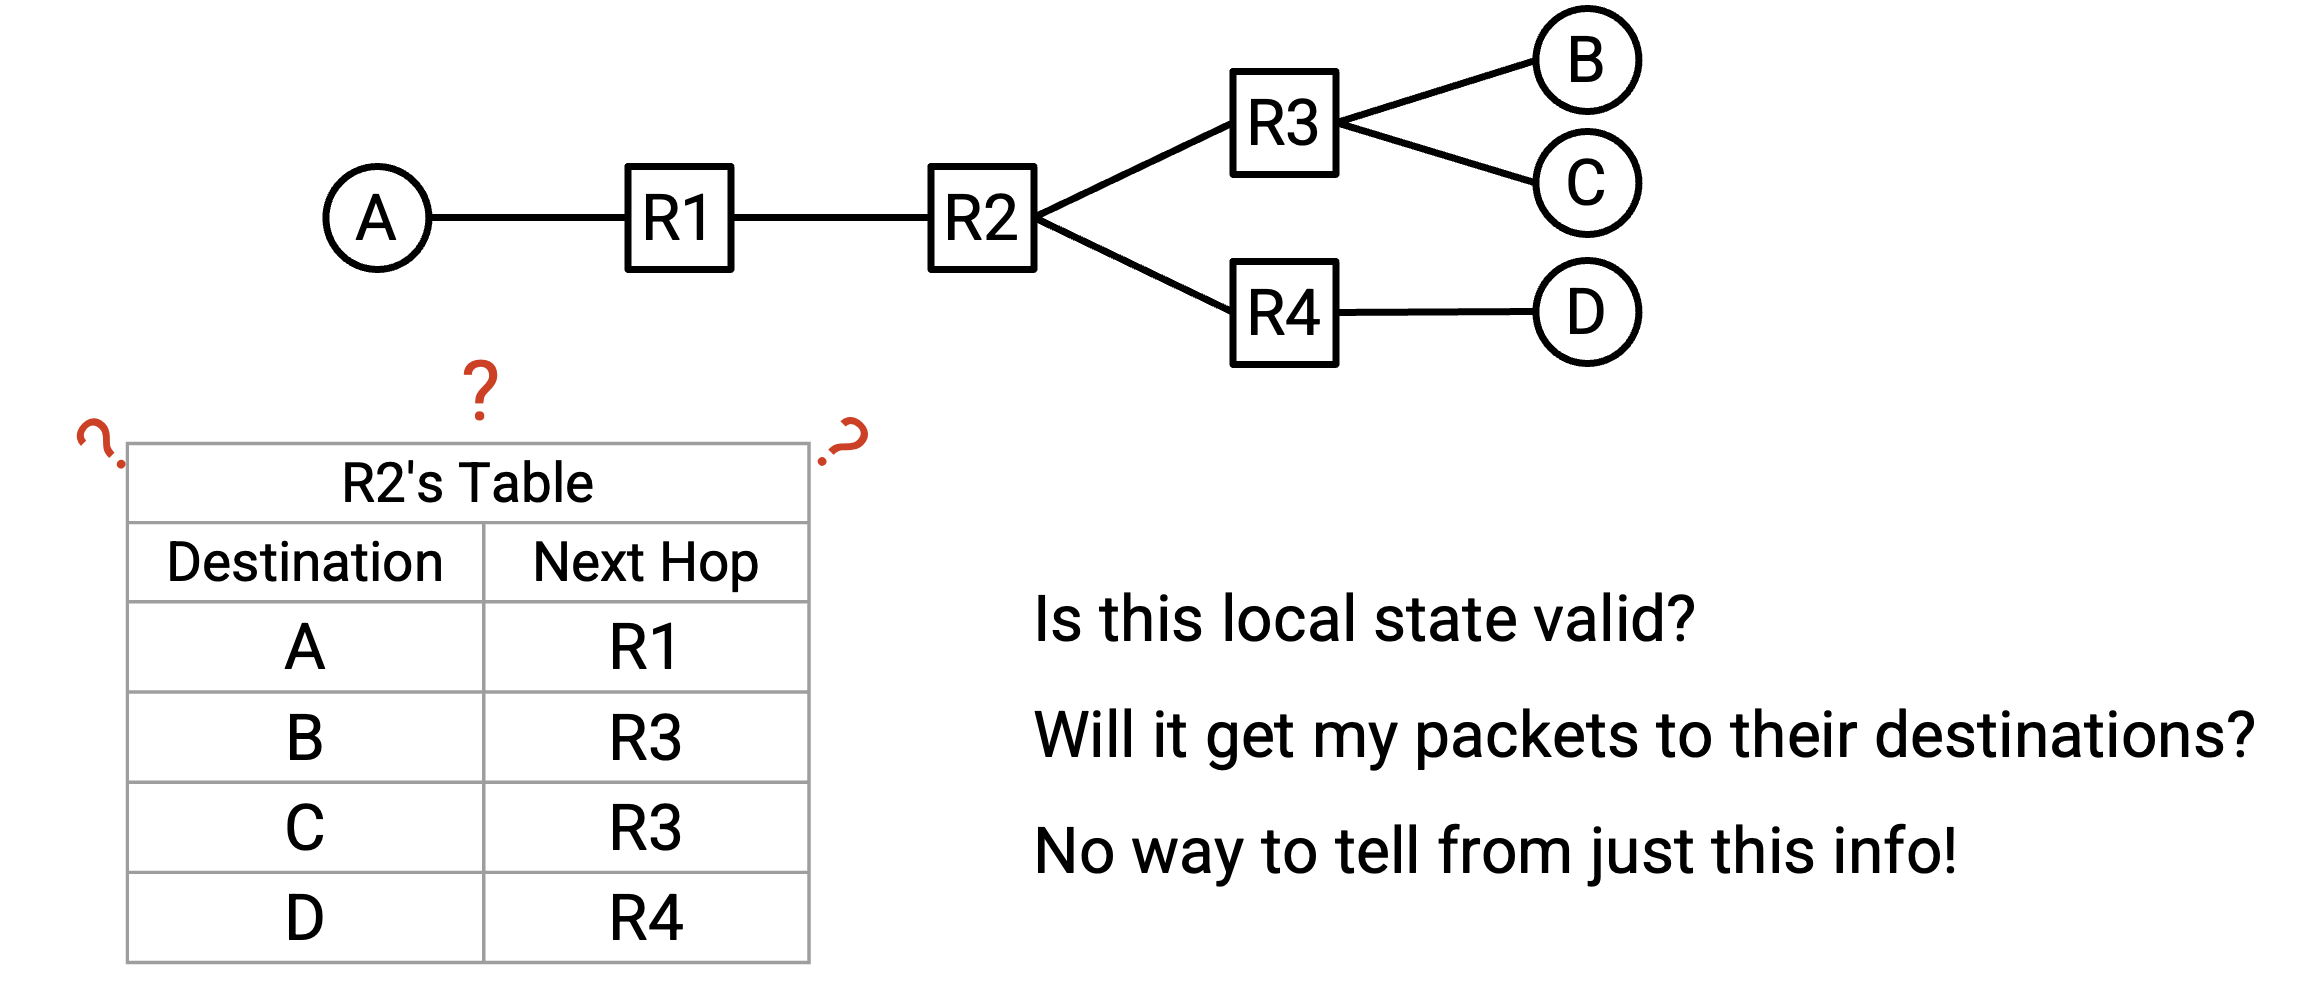 B
R3
C
A
R1
R2
R4
D
?
?
?
R2's Table
Destination Next Hop
A R1
B R3
C R3
D R4
Is this local state valid?
Will it get my packets to their destinations?
No way to tell from just this info!